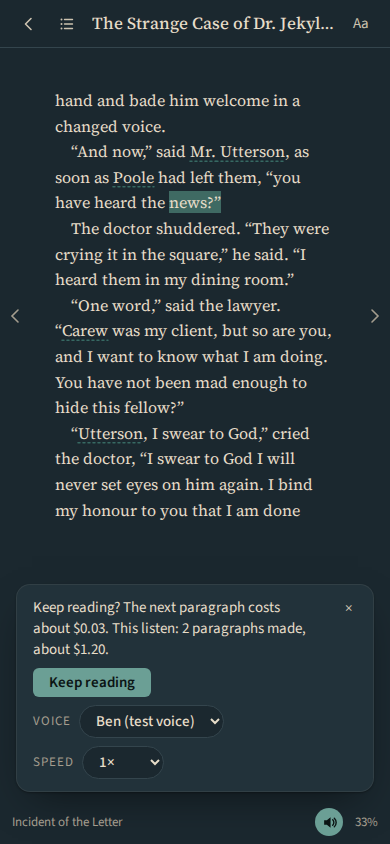 The Strange Case of Dr. Jekyl...
Aa
hand and bade him welcome in a
changed voice.
“And now,” said Mr. Utterson, as
soon as Poole had left them, “you
have heard the news?”
The doctor shuddered. “They were
crying it in the square,” he said. “I
heard them in my dining room.”
“One word,” said the lawyer.
“Carew was my client, but so are you,
and I want to know what I am doing.
You have not been mad enough to
hide this fellow?”
“Utterson, I swear to God,” cried
the doctor, “I swear to God I will
never set eyes on him again. I bind
my honour to you that I am done
Keep reading? The next paragraph costs
about $0.03. This listen: 2 paragraphs made,
about $1.20.
×
Keep reading
VOICE Ben (test voice)
SPEED 1×
Incident of the Letter
33%